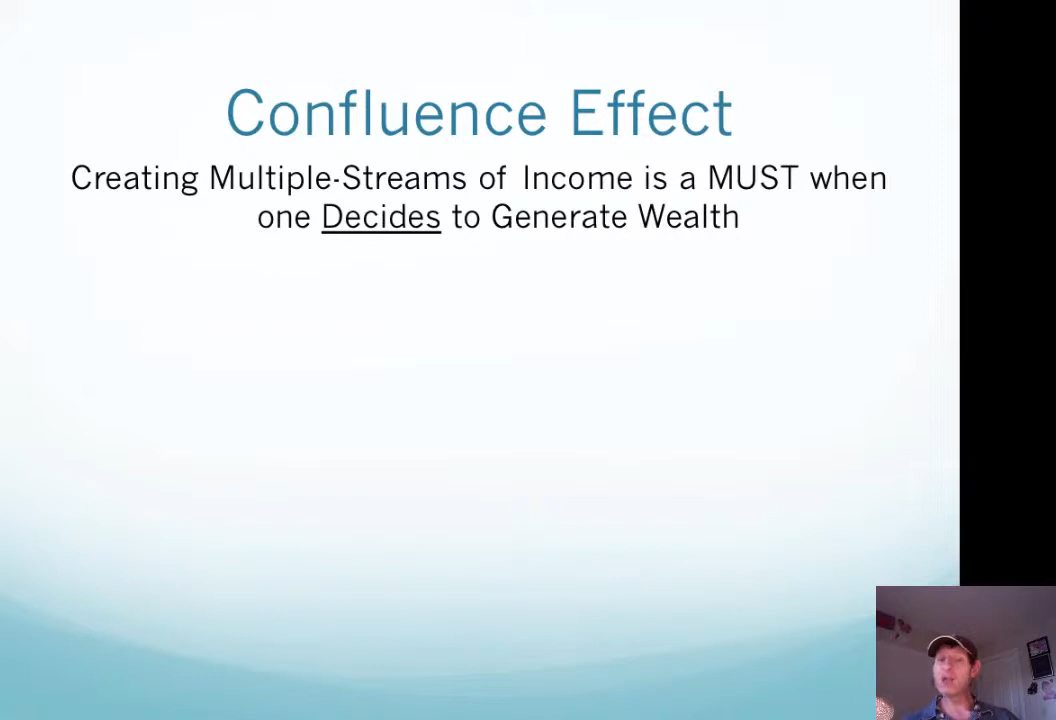 Confluence Effect
Creating Multiple-Streams of Income is a MUST when
one Decides to Generate Wealth